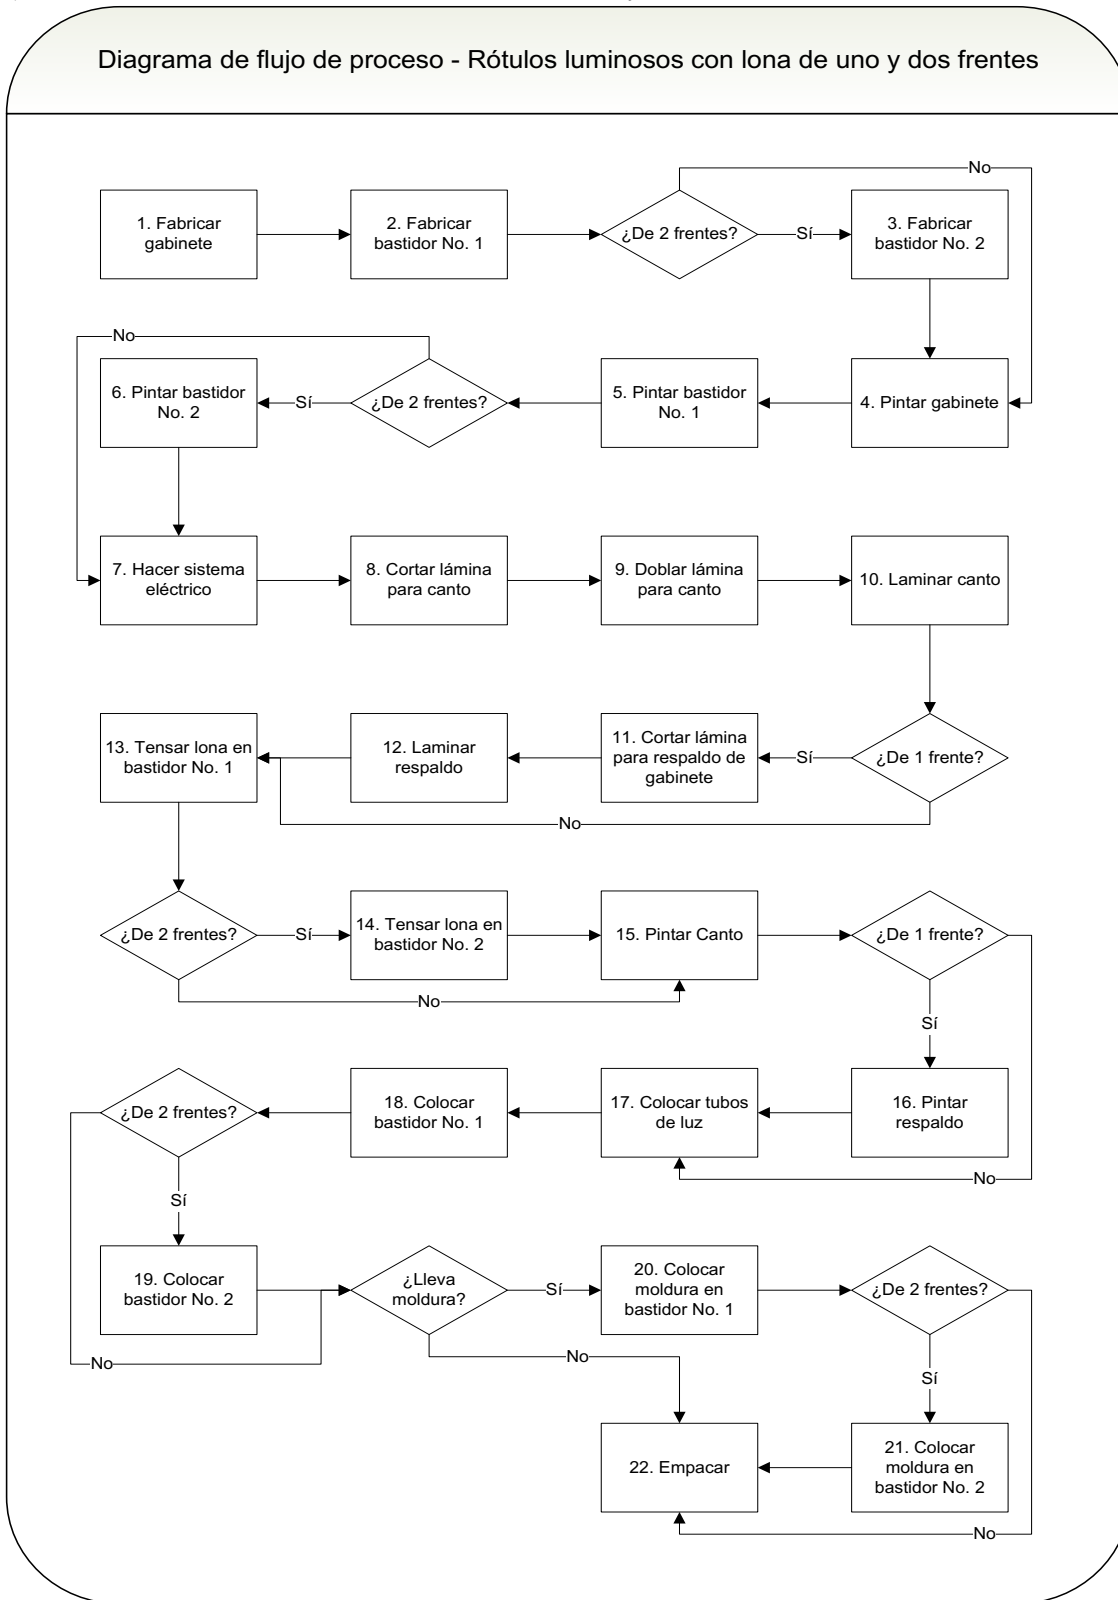 Diagrama de flujo de proceso - Rótulos luminosos con lona de uno y dos frentes
No
1. Fabricar
gabinete
2. Fabricar
bastidor No. 1
¿De 2 frentes?
Sí
3. Fabricar
bastidor No. 2
No
6. Pintar bastidor
No. 2
Sí
¿De 2 frentes?
5. Pintar bastidor
No. 1
4. Pintar gabinete
7. Hacer sistema
eléctrico
8. Cortar lámina
para canto
9. Doblar lámina
para canto
10. Laminar canto
13. Tensar lona en
bastidor No. 1
12. Laminar
respaldo
11. Cortar lámina
para respaldo de
gabinete
Sí
¿De 1 frente?
No
¿De 2 frentes?
Sí
14. Tensar lona en
bastidor No. 2
15. Pintar Canto
¿De 1 frente?
No
Sí
¿De 2 frentes?
18. Colocar
bastidor No. 1
17. Colocar tubos
de luz
16. Pintar
respaldo
No
Sí
19. Colocar
bastidor No. 2
¿Lleva
moldura?
Sí
20. Colocar
moldura en
bastidor No. 1
¿De 2 frentes?
No
No
Sí
22. Empacar
21. Colocar
moldura en
bastidor No. 2
No